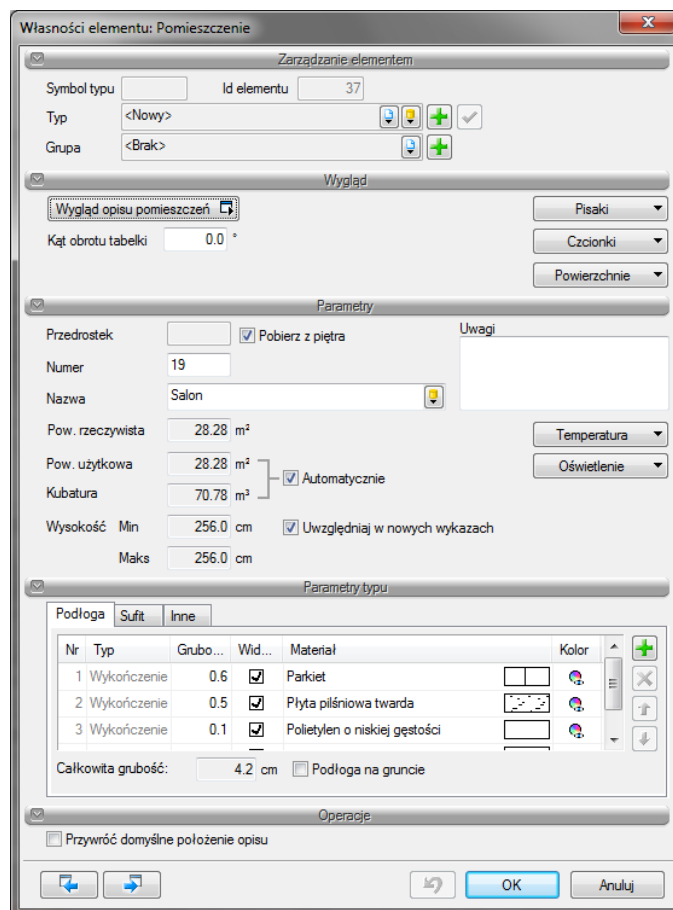 Własności elementu: Pomieszczenie
Zarządzanie elementem
Symbol typu Id elementu 37
Typ <Nowy>
Grupa <Brak>
Wygląd
Wygląd opisu pomieszczeń Pisaki
Kąt obrotu tabelki 0.0 ° Czcionki
Powierzchnie
Parametry
Przedrostek Pobierz z piętra Uwagi
Numer 19
Nazwa Salon
Pow. rzeczywista 28.28 m² Temperatura
Pow. użytkowa 28.28 m² Oświetlenie
Automatycznie
Kubatura 70.78 m³
Wysokość Min 256.0 cm Uwzględniaj w nowych wykazach
Maks 256.0 cm
Parametry typu
Podłoga Sufit Inne
Nr Typ Grubo... Wid... Materiał Kolor
1 Wykończenie 0.6 Parkiet
2 Wykończenie 0.5 Płyta pilśniowa twarda
3 Wykończenie 0.1 Polietylen o niskiej gęstości
Całkowita grubość: 4.2 cm Podłoga na gruncie
Operacje
Przywróć domyślne położenie opisu
OK Anuluj